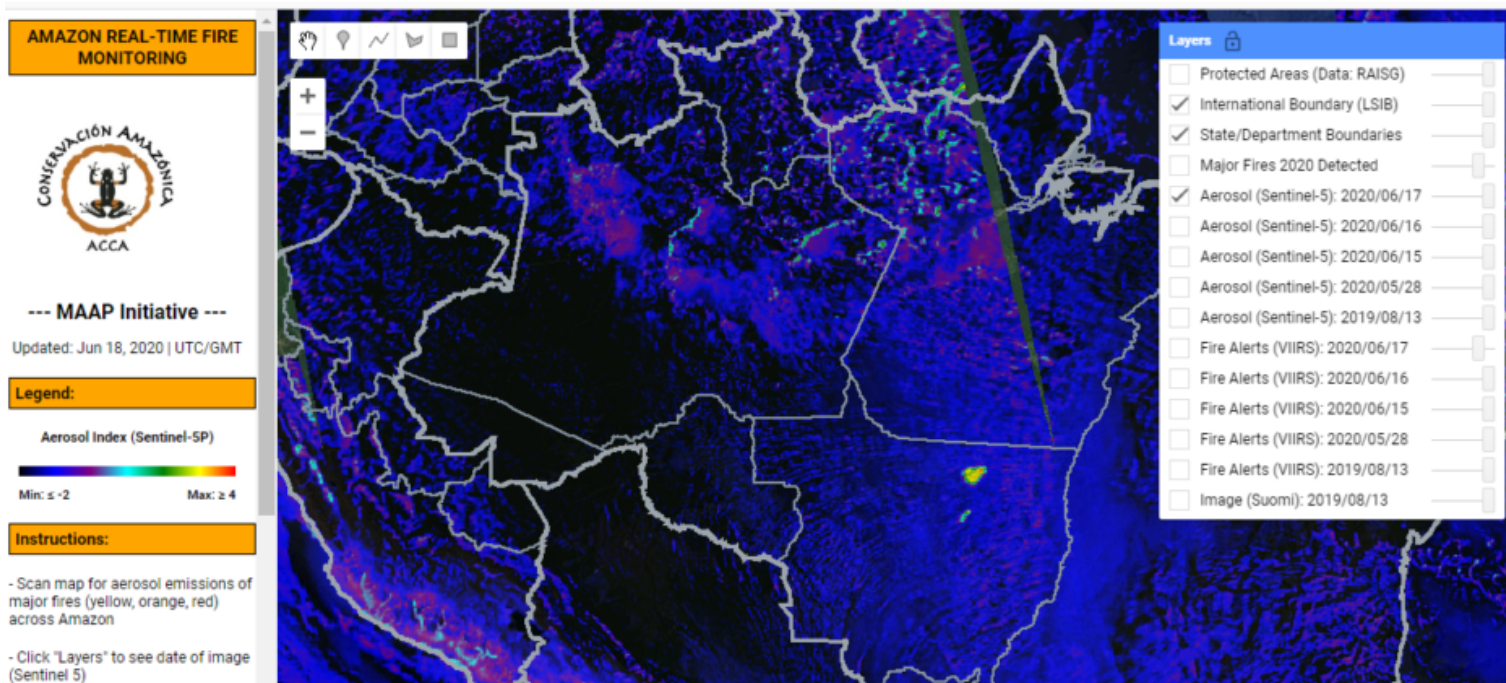 AMAZON REAL-TIME FIRE
MONITORING
CONSERVACIÓN AMAZÓNICA
ACCA
--- MAAP Initiative ---
Updated: Jun 18, 2020 | UTC/GMT
Legend:
Aerosol Index (Sentinel-5P)
Min: ≤ -2
Max: ≥ 4
Instructions:
- Scan map for aerosol emissions of
major fires (yellow, orange, red)
across Amazon
- Click "Layers" to see date of image
(Sentinel 5)
+
−
Layers
Protected Areas (Data: RAISG)
International Boundary (LSIB)
State/Department Boundaries
Major Fires 2020 Detected
Aerosol (Sentinel-5): 2020/06/17
Aerosol (Sentinel-5): 2020/06/16
Aerosol (Sentinel-5): 2020/06/15
Aerosol (Sentinel-5): 2020/05/28
Aerosol (Sentinel-5): 2019/08/13
Fire Alerts (VIIRS): 2020/06/17
Fire Alerts (VIIRS): 2020/06/16
Fire Alerts (VIIRS): 2020/06/15
Fire Alerts (VIIRS): 2020/05/28
Fire Alerts (VIIRS): 2019/08/13
Image (Suomi): 2019/08/13